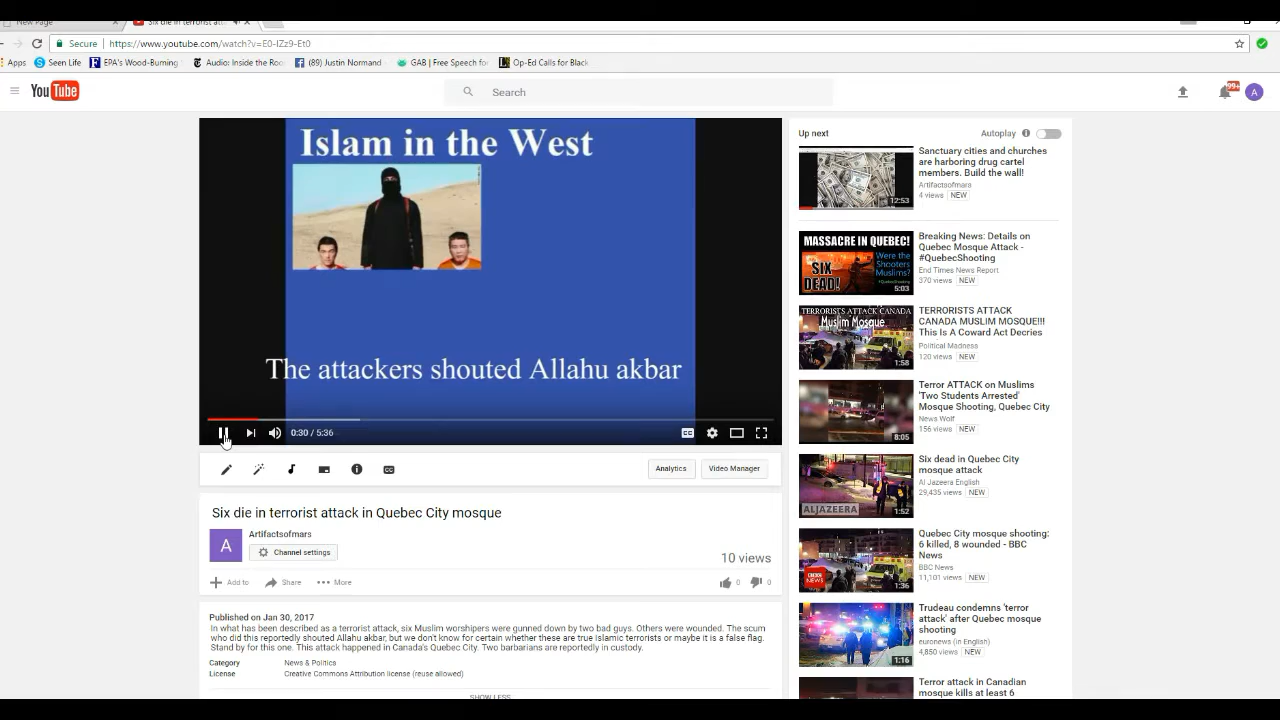 New Page
Six die in terrorist att
Secure | https://www.youtube.com/watch?v=E0-IZz9-Et0
Apps
Seen Life
EPA's Wood-Burning
Audio: Inside the Roo
(89) Justin Normand
GAB | Free Speech fo
Op-Ed Calls for Black
YouTube
Search
99+
A
Islam in the West
The attackers shouted Allahu akbar
0:30 / 5:36
CC
Analytics
Video Manager
Six die in terrorist attack in Quebec City mosque
A
Artifactsofmars
Channel settings
10 views
Add to
Share
More
0
0
Published on Jan 30, 2017
In what has been described as a terrorist attack, six Muslim worshipers were gunned down by two bad guys. Others were wounded. The scum
who did this reportedly shouted Allahu akbar, but we don't know for certain whether these are true Islamic terrorists or maybe it is a false flag.
Stand by for this one. This attack happened in Canada's Quebec City. Two barbarians are reportedly in custody.
Category News & Politics
License Creative Commons Attribution license (reuse allowed)
SHOW LESS
Up next
Autoplay
12:53
Sanctuary cities and churches
are harboring drug cartel
members. Build the wall!
Artifactsofmars
4 views NEW
MASSACRE IN QUEBEC!
SIX
DEAD!
Were the
Shooters
Muslims?
5:03
Breaking News: Details on
Quebec Mosque Attack -
#QuebecShooting
End Times News Report
370 views NEW
TERRORISTS ATTACK CANADA
Muslim Mosque
1:58
TERRORISTS ATTACK
CANADA MUSLIM MOSQUE!!!
This Is A Coward Act Decries
Political Madness
120 views NEW
8:05
Terror ATTACK on Muslims
'Two Students Arrested'
Mosque Shooting, Quebec City
News Wolf
156 views NEW
ALJAZEERA
1:52
Six dead in Quebec City
mosque attack
Al Jazeera English
29,435 views NEW
BBC
1:36
Quebec City mosque shooting:
6 killed, 8 wounded - BBC
News
BBC News
11,101 views NEW
1:16
Trudeau condemns 'terror
attack' after Quebec mosque
shooting
euronews (in English)
4,850 views NEW
Terror attack in Canadian
mosque kills at least 6